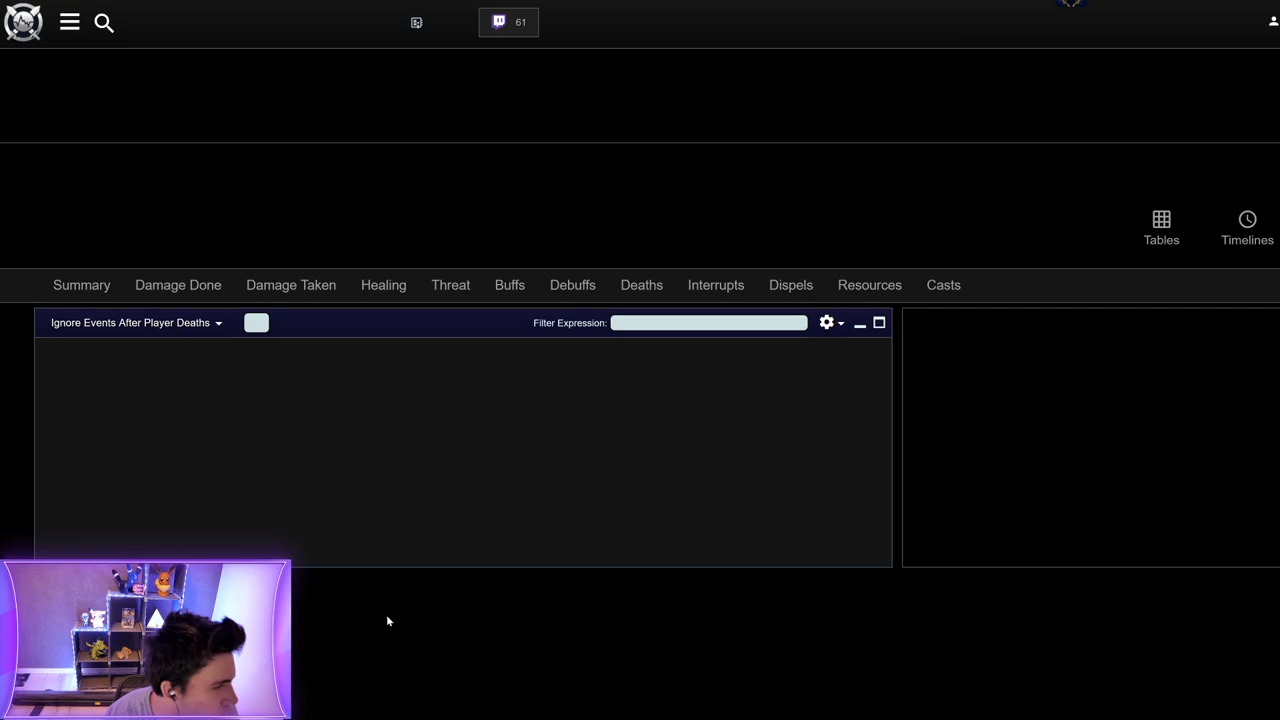 61
Tables
Timelines
Summary Damage Done Damage Taken Healing Threat Buffs Debuffs Deaths Interrupts Dispels Resources Casts
Ignore Events After Player Deaths Filter Expression: